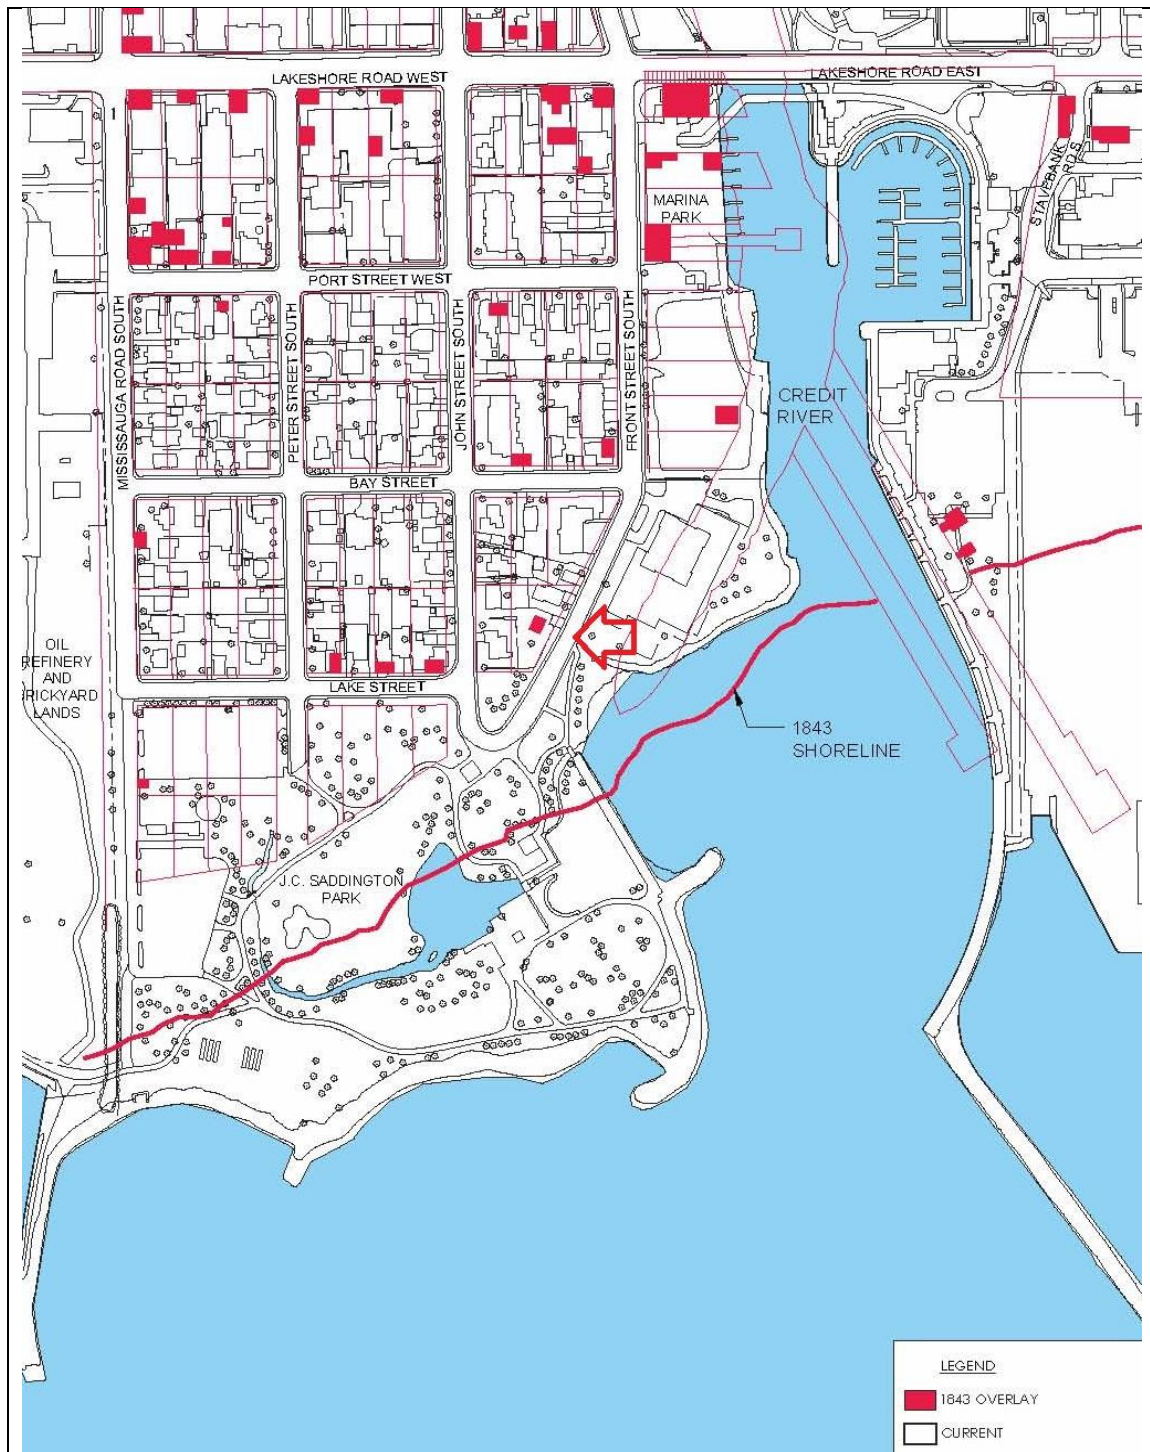 LAKESHORE ROAD WEST
LAKESHORE ROAD EAST
1
STAVEBANK
RD S
MARINA
PARK
PORT STREET WEST
MISSISSAUGA ROAD SOUTH
PETER STREET SOUTH
JOHN STREET SOUTH
FRONT STREET SOUTH
CREDIT
RIVER
BAY STREET
OIL
REFINERY
AND
RICKYARD
LANDS
LAKE STREET
1843
SHORELINE
J.C. SADDINGTON
PARK
LEGEND
1843 OVERLAY
CURRENT